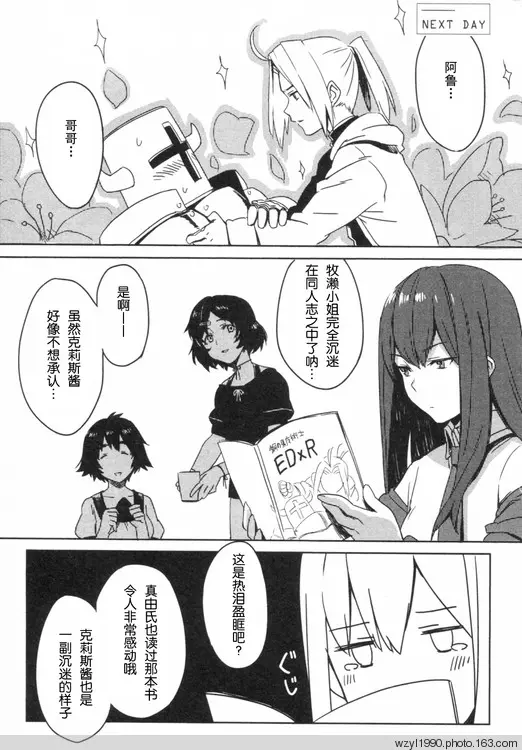 NEXT DAY
阿鲁…
哥哥…
牧濑小姐完全沉迷
在同人志之中了呐…
是啊——
虽然克莉斯酱
好像不想承认…
EDxR
这是热泪盈眶吧？
ぐじ
真由氏也读过那本书
令人非常感动哦
克莉斯酱也是
一副沉迷的样子
wzyl1990.photo.163.com